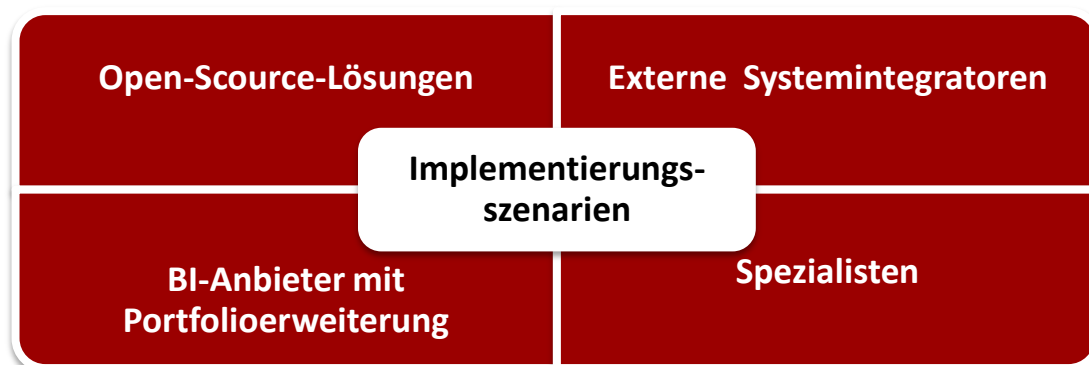 Open-Scource-Lösungen
Externe Systemintegratoren
Implementierungs-
szenarien
BI-Anbieter mit
Portfolioerweiterung
Spezialisten